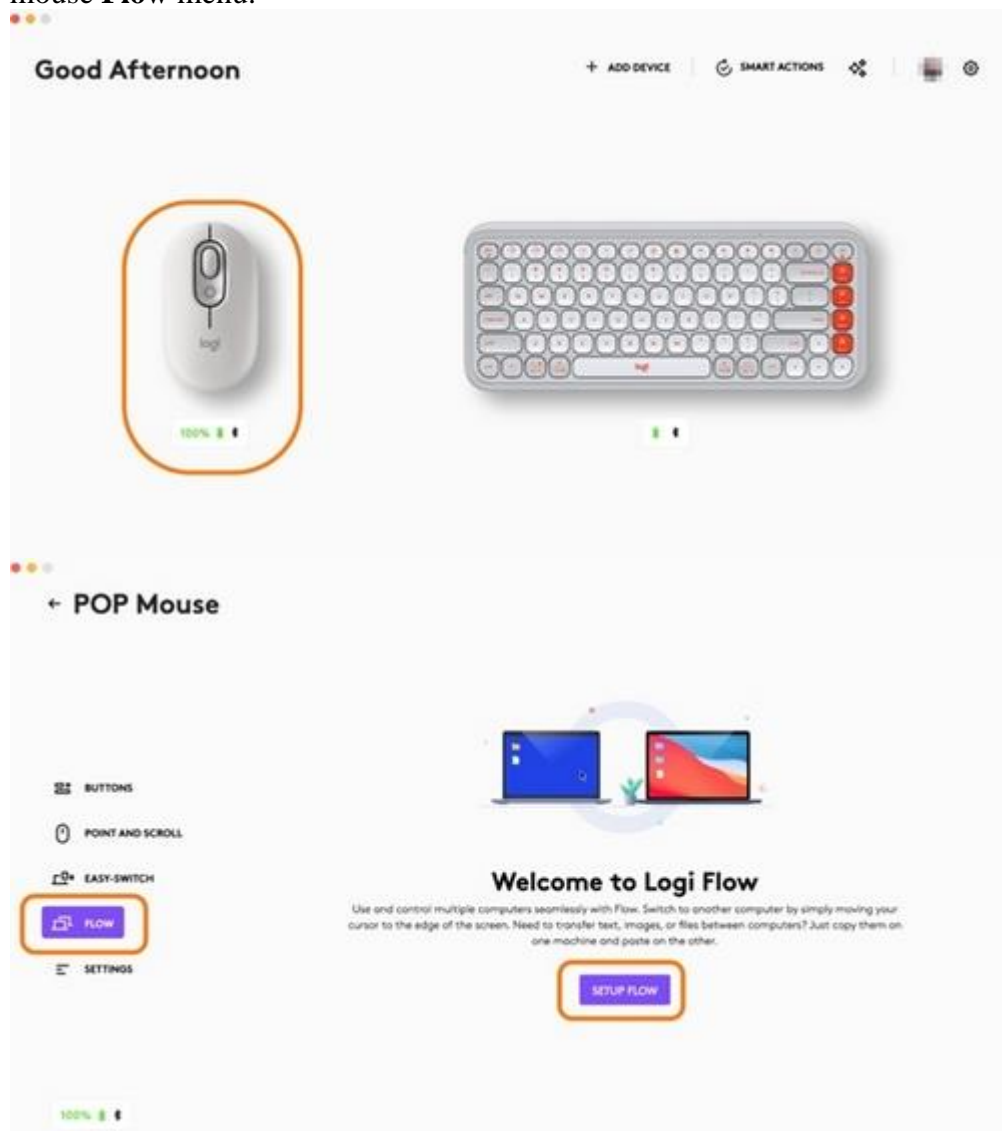 mouse Flow menu.
Good Afternoon
+ ADD DEVICE
SMART ACTIONS
logi
100%
logi
← POP Mouse
BUTTONS
POINT AND SCROLL
EASY-SWITCH
FLOW
SETTINGS
Welcome to Logi Flow
Use and control multiple computers seamlessly with Flow. Switch to another computer by simply moving your
cursor to the edge of the screen. Need to transfer text, images, or files between computers? Just copy them on
one machine and paste on the other.
SETUP FLOW
100%